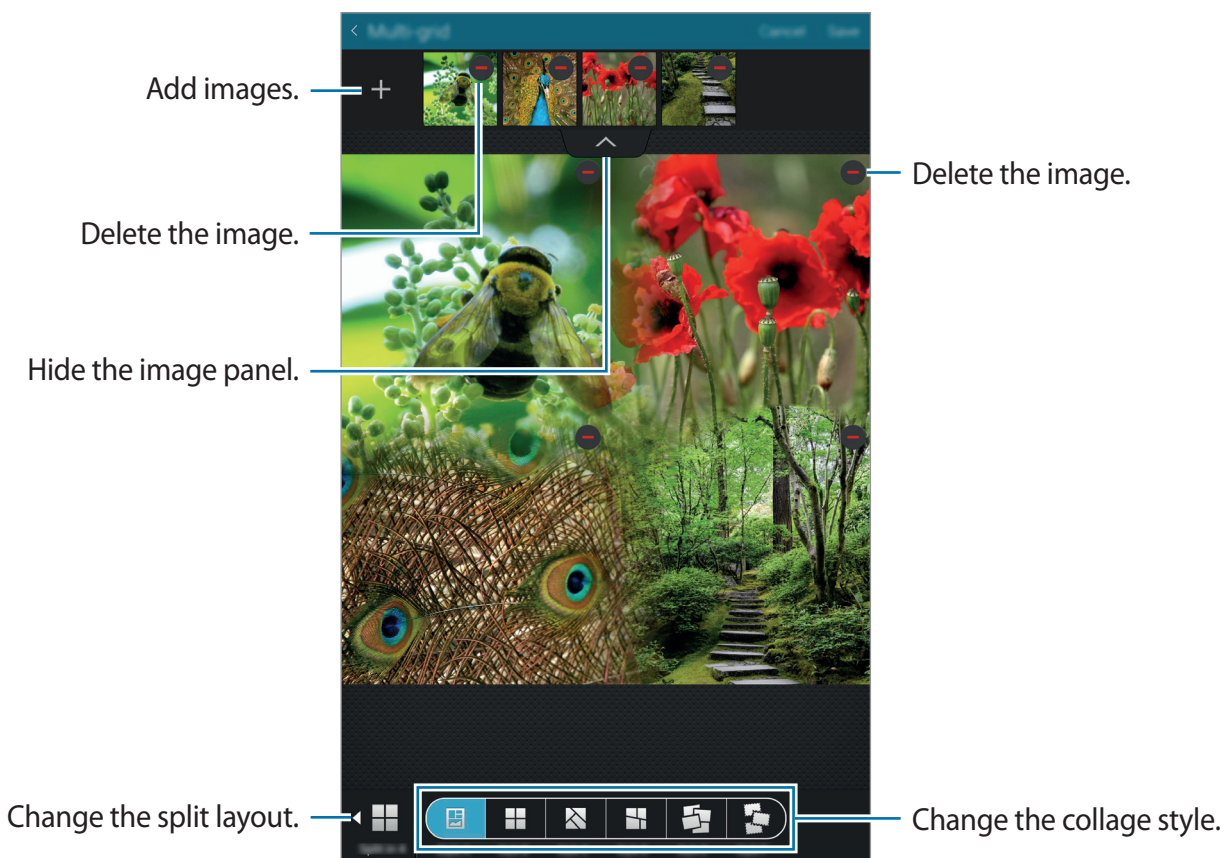 Multi-grid
Cancel Save
Add images.
Delete the image.
Delete the image.
Hide the image panel.
Change the split layout.
Change the collage style.